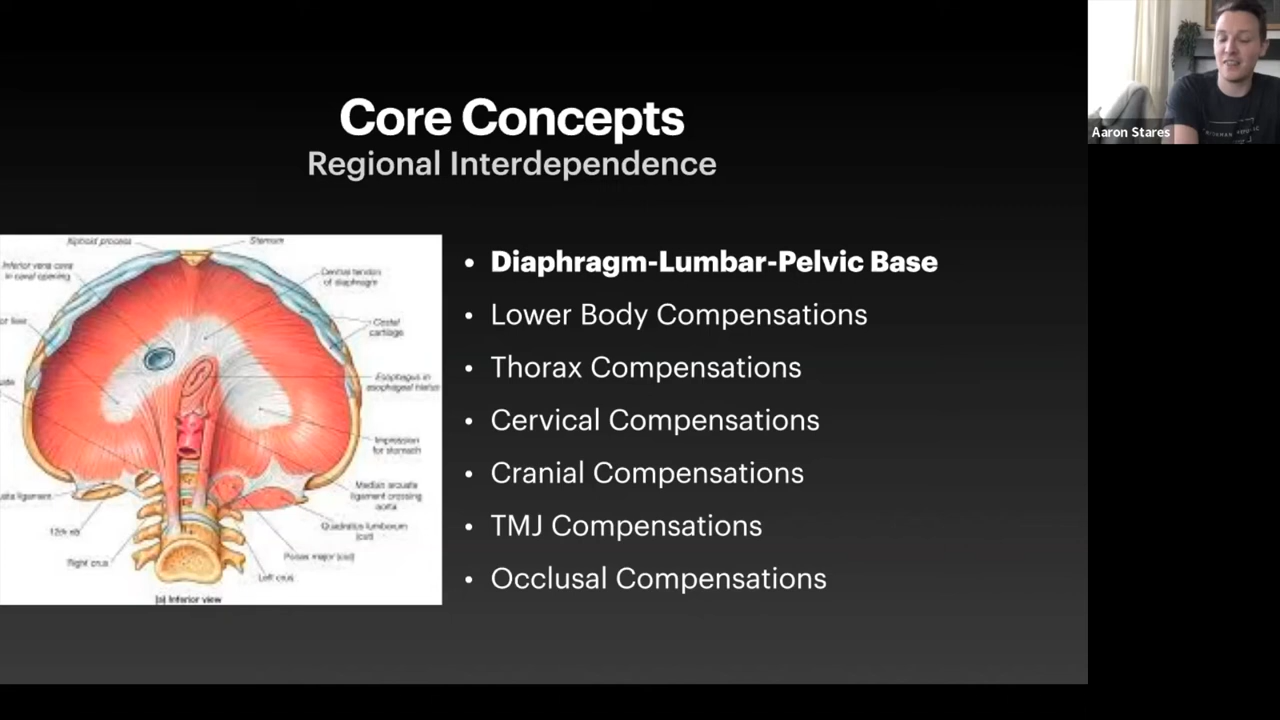 Core Concepts
Regional Interdependence
Aaron Stares
• Diaphragm-Lumbar-Pelvic Base
• Lower Body Compensations
• Thorax Compensations
• Cervical Compensations
• Cranial Compensations
• TMJ Compensations
• Occlusal Compensations
Xiphoid process
Sternum
Inferior vena cava
in caval opening
Central tendon
of diaphragm
Costal
cartilage
Esophagus in
esophageal hiatus
Impression
for stomach
Median arcuate
ligament crossing
aorta
ligament
12th rib
Quadratus lumborum
(cut)
Right crus
Psoas major (cut)
Left crus
(a) Inferior view